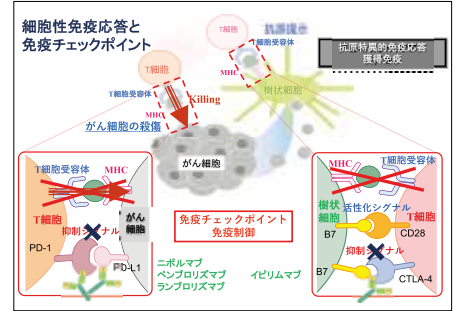 細胞性免疫応答と
免疫チェックポイント
T細胞
抗原提示
T細胞受容体
抗原特異的免疫応答
獲得免疫
T細胞
MHC
T細胞受容体
Killing
樹状細胞
MHC
がん細胞の殺傷
がん細胞
T細胞受容体
MHC
T細胞
がん
細胞
抑制シグナル
PD-1
PD-L1
免疫チェックポイント
免疫制御
ニボルマブ
ペンブロリズマブ
ランブロリズマブ
イピリムマブ
MHC
T細胞受容体
樹状
細胞
活性化シグナル
T細胞
B7
CD28
抑制シグナル
B7
CTLA-4